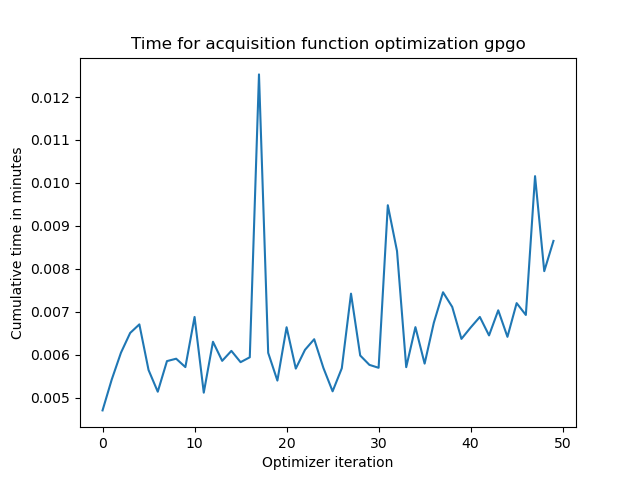 Time for acquisition function optimization gpgo
Cumulative time in minutes
0.012
0.011
0.010
0.009
0.008
0.007
0.006
0.005
0 10 20 30 40 50
Optimizer iteration